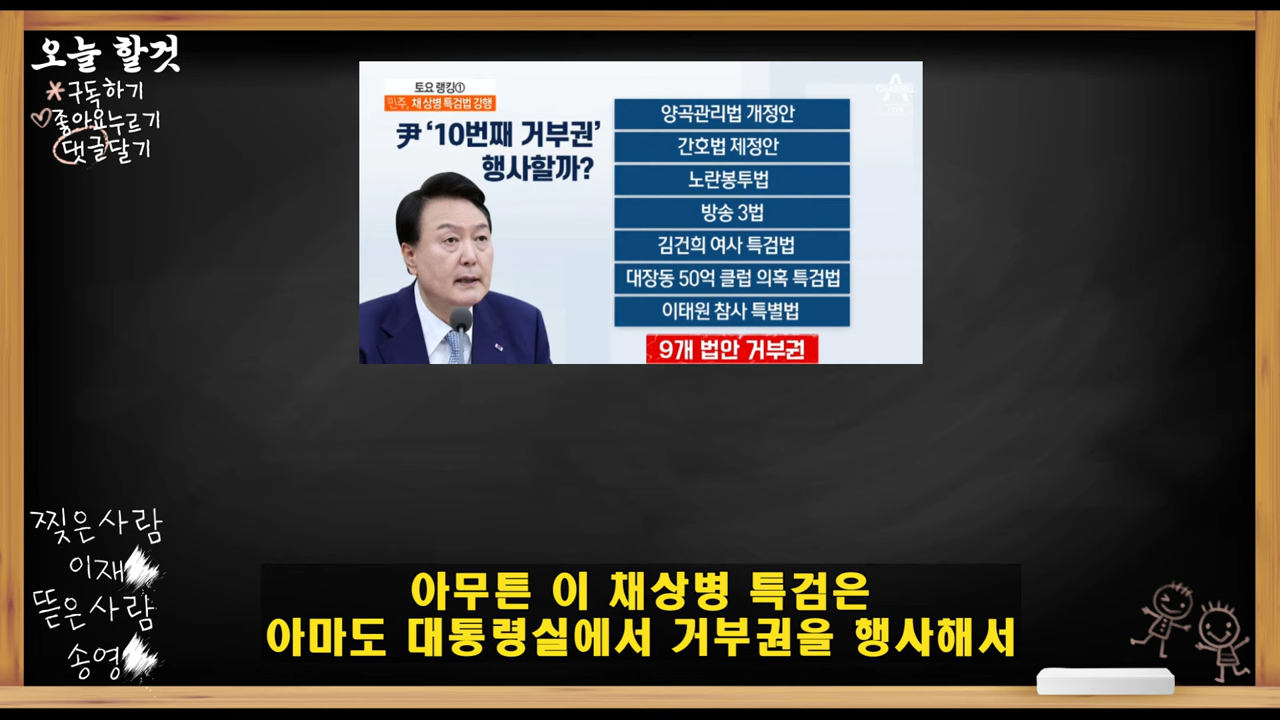 오늘 할것
구독하기
좋아요누르기
댓글달기
토요 랭킹①
민주, 채 상병 특검법 강행
尹 '10번째 거부권'
행사할까?
양곡관리법 개정안
간호법 제정안
노란봉투법
방송 3법
김건희 여사 특검법
대장동 50억 클럽 의혹 특검법
이태원 참사 특별법
9개 법안 거부권
CHANNEL A
찢은사람
이재
뜯은사람
송영
아무튼 이 채상병 특검은
아마도 대통령실에서 거부권을 행사해서